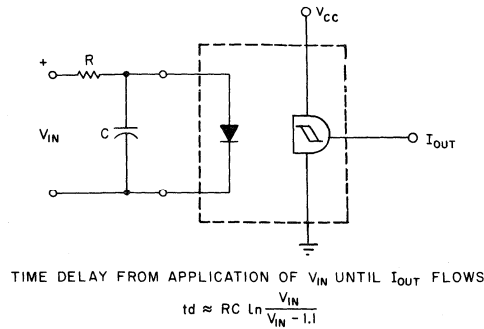 V_CC
+
R
V_IN
C
I_OUT
TIME DELAY FROM APPLICATION OF V_IN UNTIL I_OUT FLOWS
td ≈ RC ln V_IN / (V_IN - 1.1)